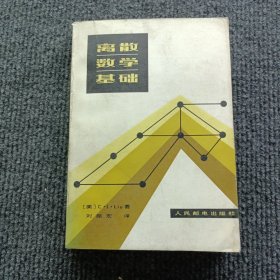 离散
数学
基础
[美] C·L·Liu 著
刘振宏 译
人民邮电出版社